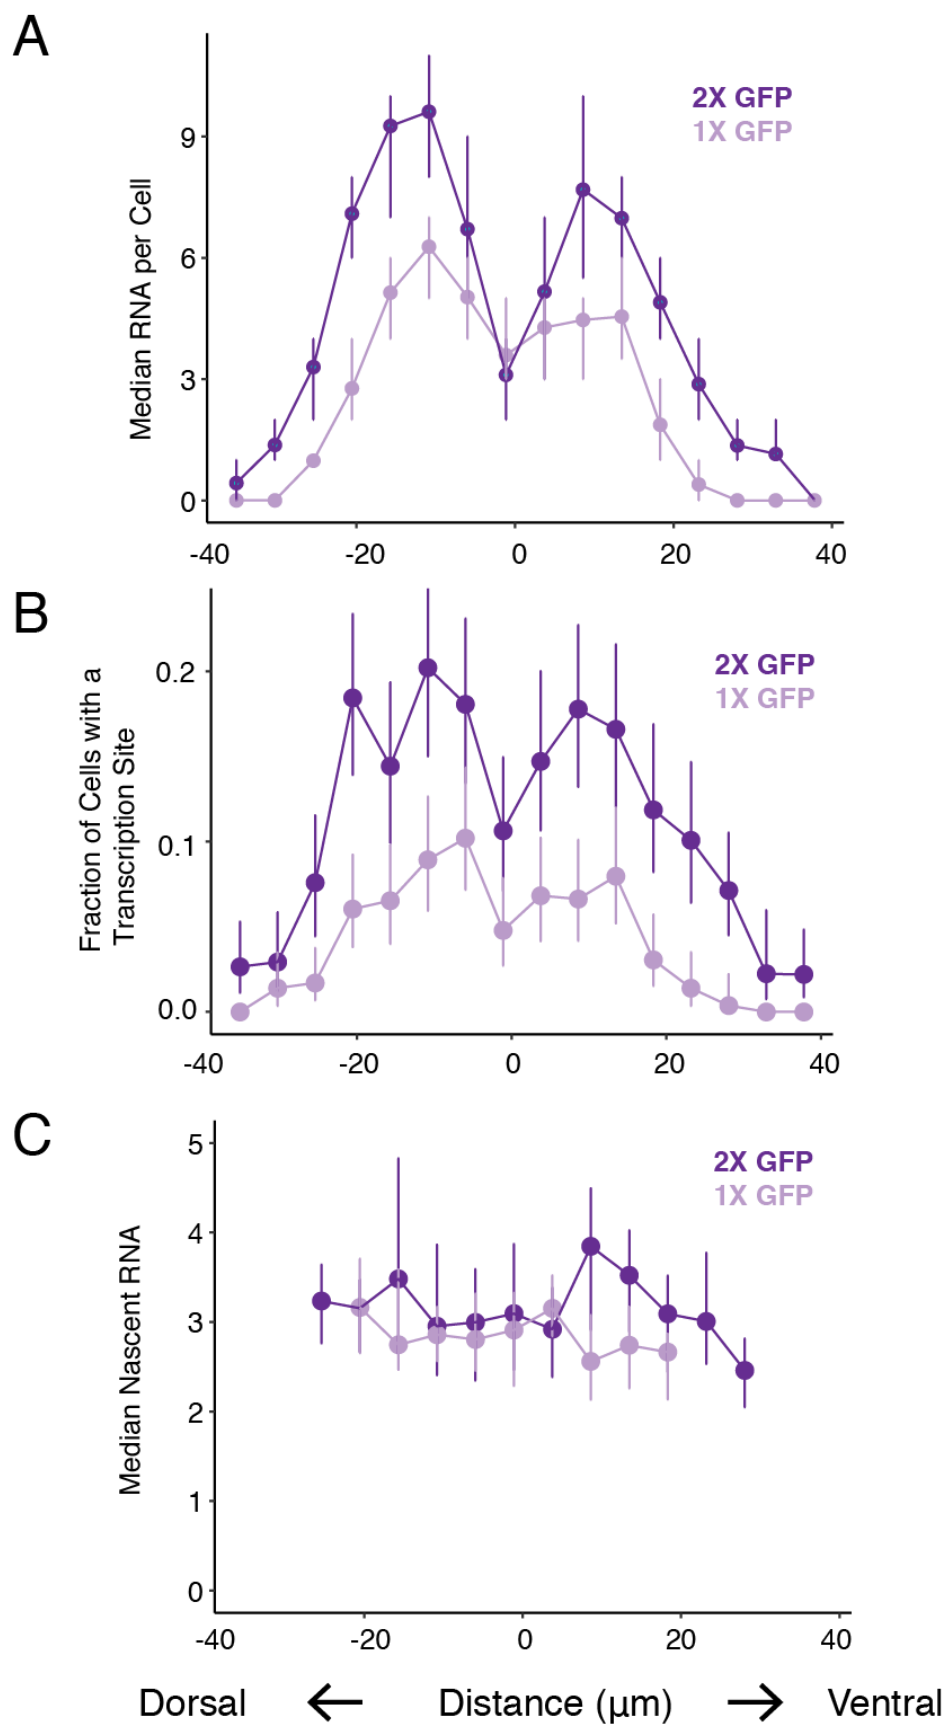 A
2X GFP
1X GFP
Median RNA per Cell
9
6
3
0
-40 -20 0 20 40
B
2X GFP
1X GFP
Fraction of Cells with a
Transcription Site
0.2
0.1
0.0
-40 -20 0 20 40
C
2X GFP
1X GFP
Median Nascent RNA
5
4
3
2
1
0
-40 -20 0 20 40
Dorsal ← Distance (μm) → Ventral